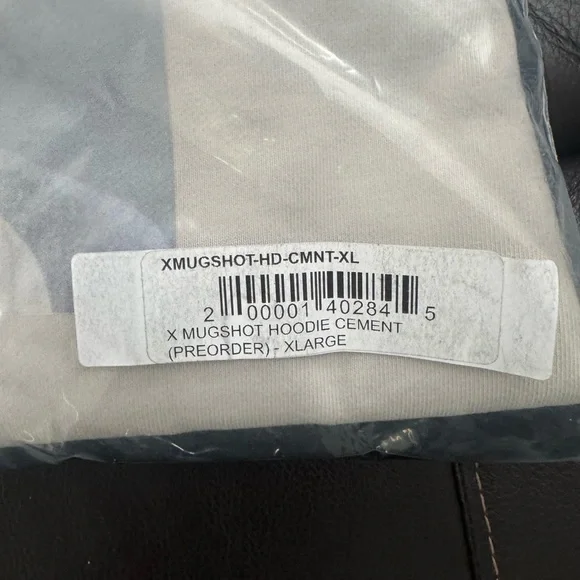 XMUGSHOT-HD-CMNT-XL
2 00001 40284 5
X MUGSHOT HOODIE CEMENT
(PREORDER) - XLARGE